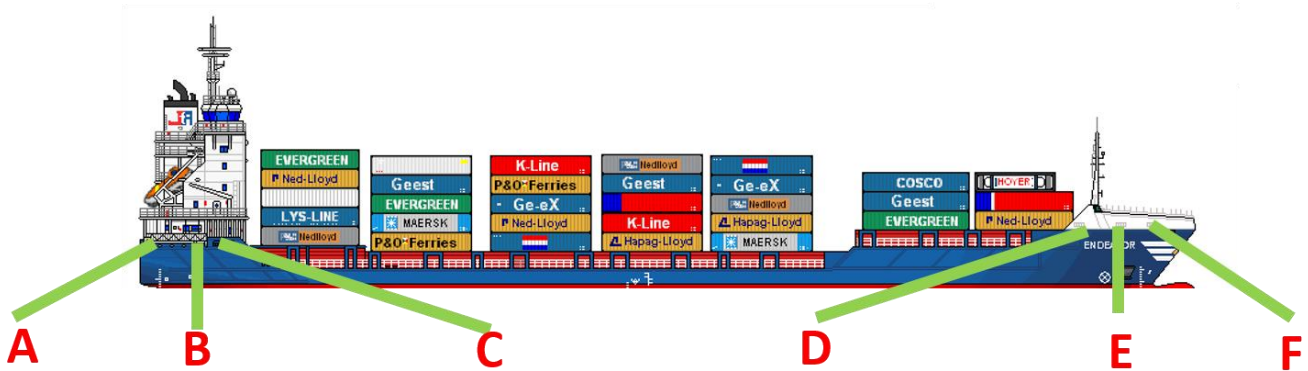 EVERGREEN
Ned-Lloyd
LYS-LINE
Nedlloyd
Geest
EVERGREEN
MAERSK
P&O Ferries
K-Line
P&O Ferries
Ge-eX
Ned-Lloyd
Nedlloyd
Geest
K-Line
Hapag-Lloyd
Ge-eX
Nedlloyd
Hapag-Lloyd
MAERSK
COSCO
Geest
EVERGREEN
HOYER
Ned-Lloyd
ENDEAVOR
A
B
C
D
E
F